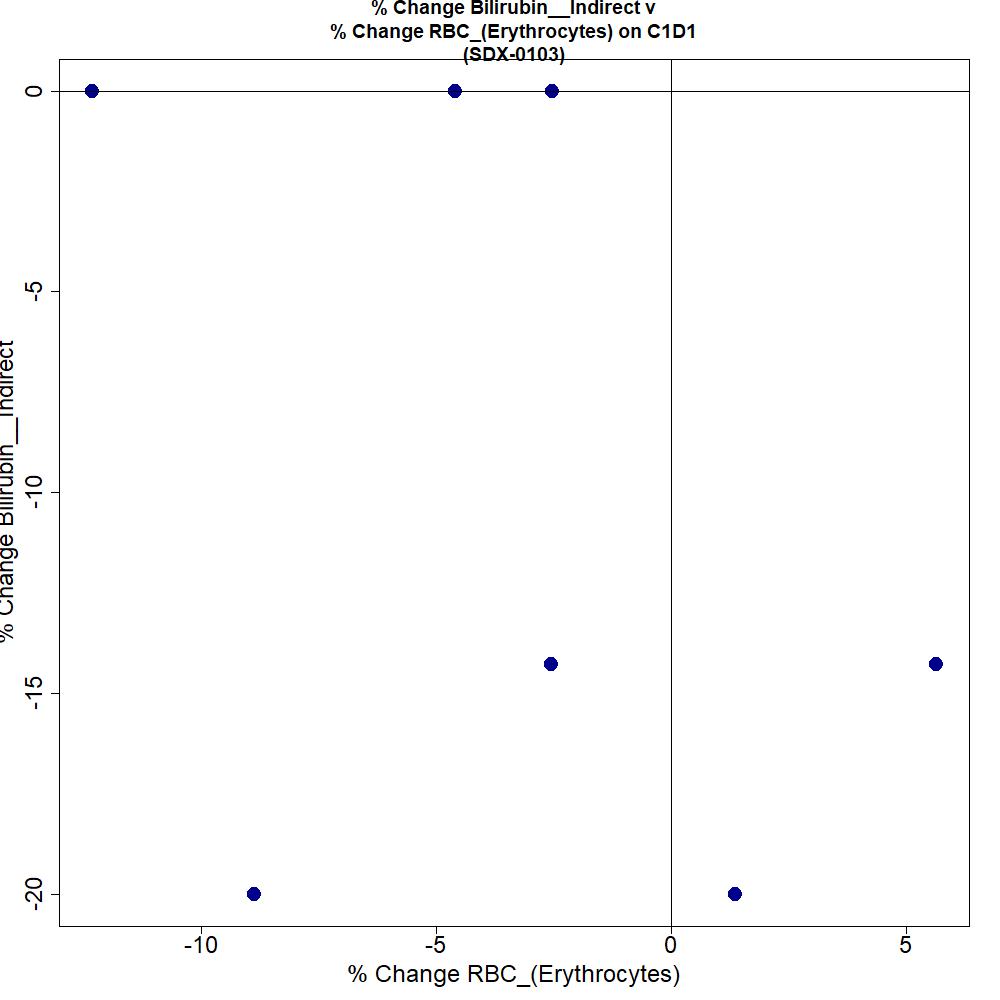 % Change Bilirubin__Indirect v
% Change RBC_(Erythrocytes) on C1D1
(SDX-0103)
% Change Bilirubin__Indirect
0
-5
-10
-15
-20
-10
-5
0
5
% Change RBC_(Erythrocytes)